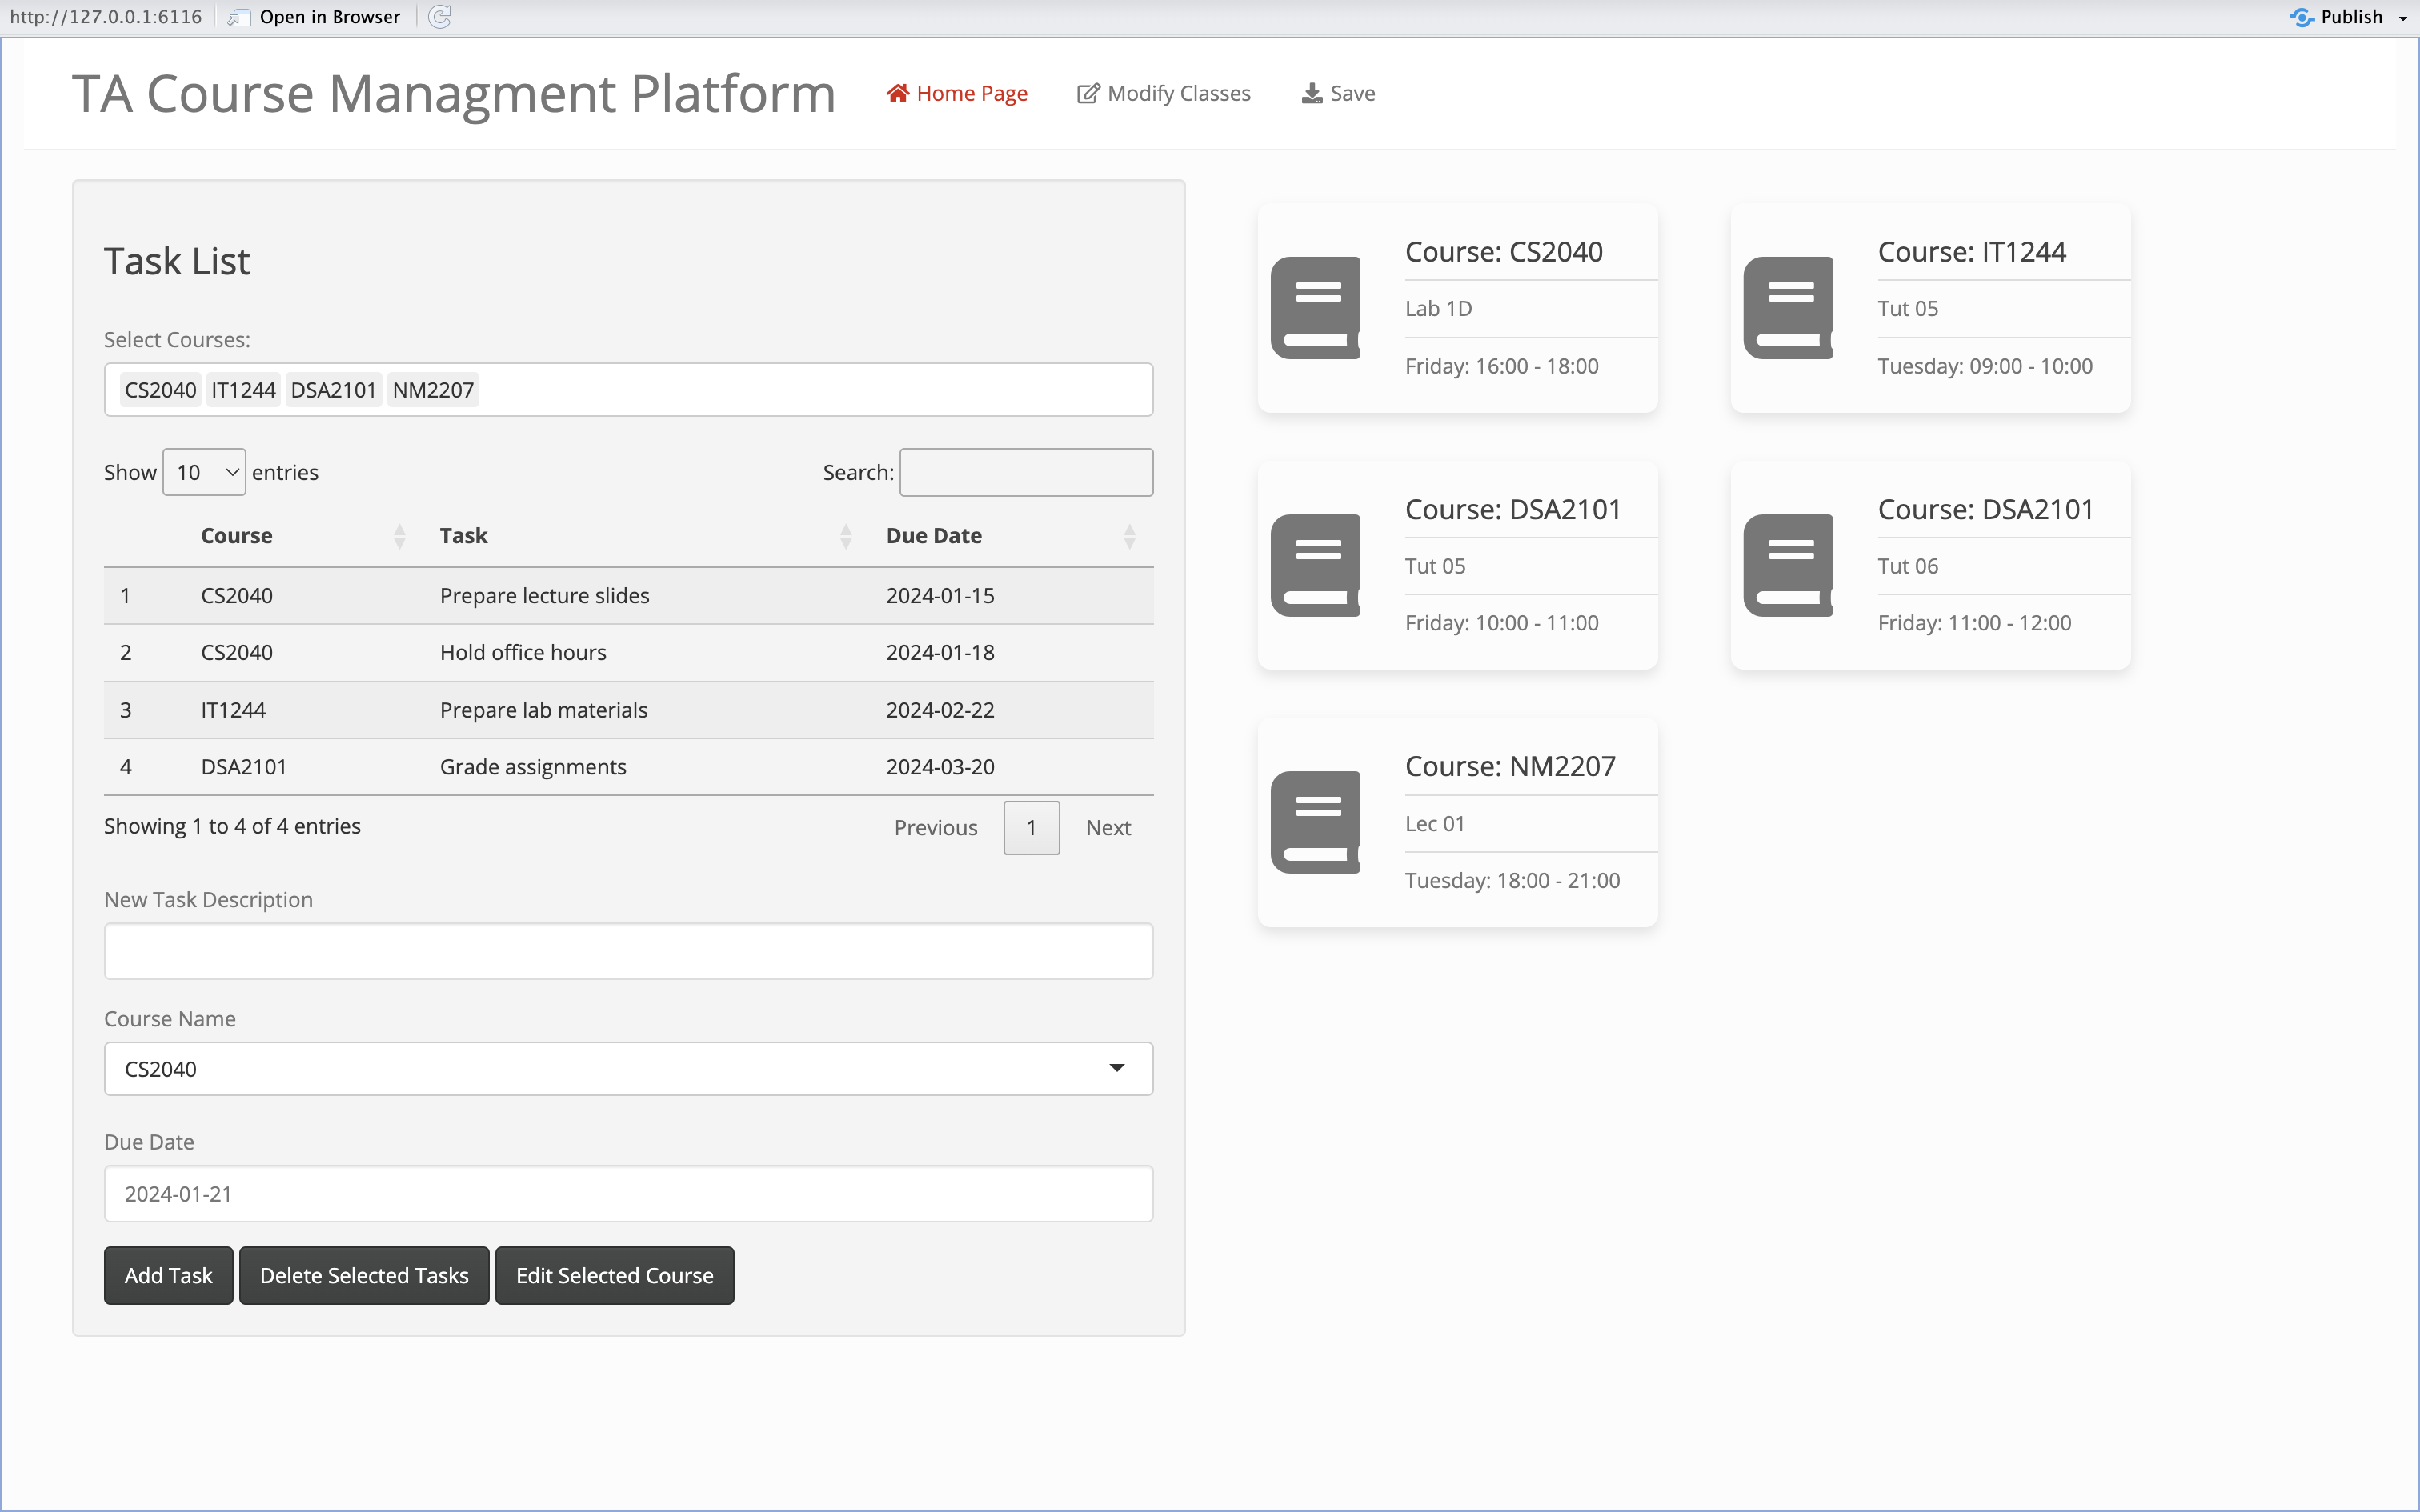 http://127.0.0.1:6116 Open in Browser Publish
TA Course Managment Platform Home Page Modify Classes Save
Task List
Select Courses:
CS2040 IT1244 DSA2101 NM2207
Show 10 entries Search:
Course Task Due Date
1 CS2040 Prepare lecture slides 2024-01-15
2 CS2040 Hold office hours 2024-01-18
3 IT1244 Prepare lab materials 2024-02-22
4 DSA2101 Grade assignments 2024-03-20
Showing 1 to 4 of 4 entries Previous 1 Next
New Task Description
Course Name
CS2040
Due Date
2024-01-21
Add Task Delete Selected Tasks Edit Selected Course
Course: CS2040
Lab 1D
Friday: 16:00 - 18:00
Course: IT1244
Tut 05
Tuesday: 09:00 - 10:00
Course: DSA2101
Tut 05
Friday: 10:00 - 11:00
Course: DSA2101
Tut 06
Friday: 11:00 - 12:00
Course: NM2207
Lec 01
Tuesday: 18:00 - 21:00